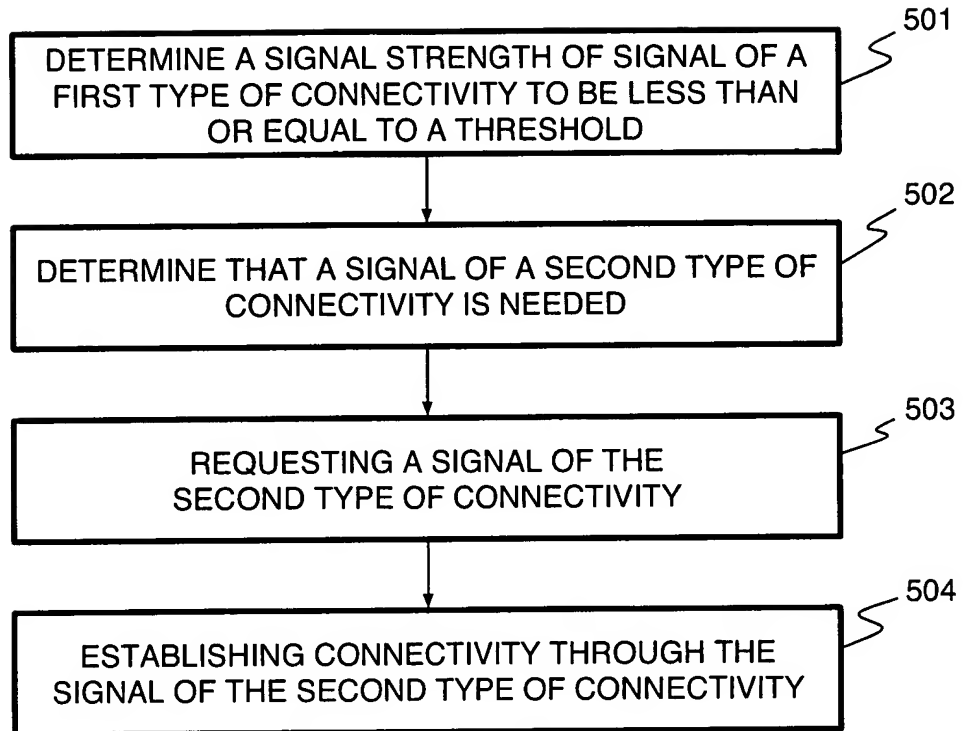 501
DETERMINE A SIGNAL STRENGTH OF SIGNAL OF A
FIRST TYPE OF CONNECTIVITY TO BE LESS THAN
OR EQUAL TO A THRESHOLD
502
DETERMINE THAT A SIGNAL OF A SECOND TYPE OF
CONNECTIVITY IS NEEDED
503
REQUESTING A SIGNAL OF THE
SECOND TYPE OF CONNECTIVITY
504
ESTABLISHING CONNECTIVITY THROUGH THE
SIGNAL OF THE SECOND TYPE OF CONNECTIVITY